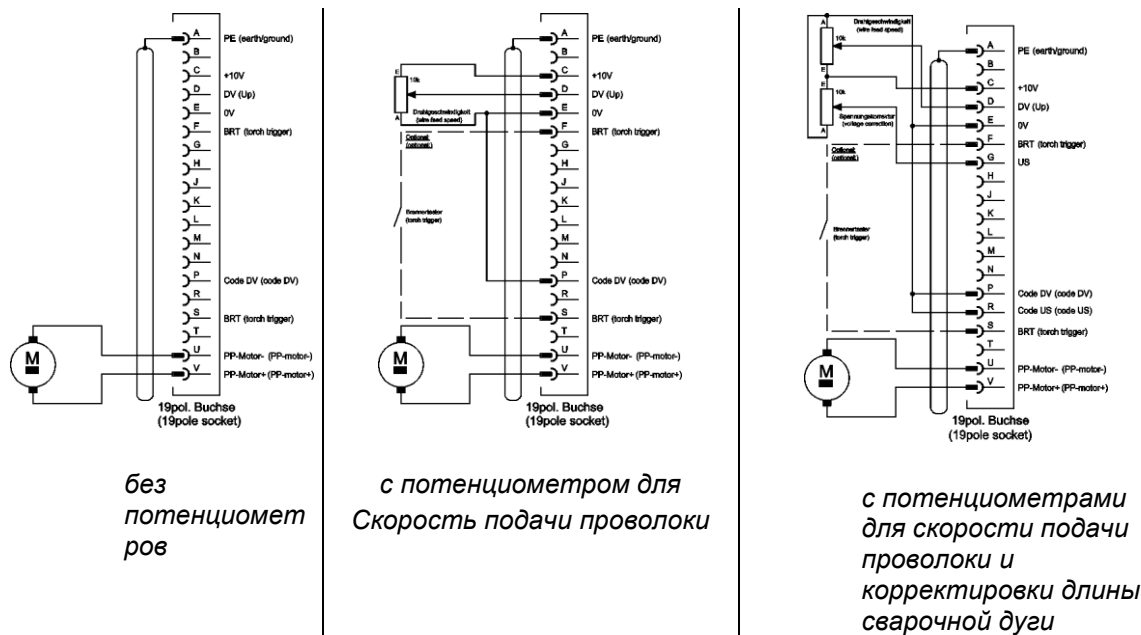 A PE (earth/ground)
B
C +10V
D DV (Up)
E 0V
F BRT (torch trigger)
G
H
J
K
L
M
N
P Code DV (code DV)
R
S BRT (torch trigger)
T
U PP-Motor- (PP-motor-)
V PP-Motor+ (PP-motor+)
M
19pol. Buchse
(19pole socket)
без
потенциомет
ров
E
10k
A
Drahtgeschwindigkeit
(wire feed speed)
Optional:
(optional:)
Brennertaster
(torch trigger)
A PE (earth/ground)
B
C +10V
D DV (Up)
E 0V
F BRT (torch trigger)
G
H
J
K
L
M
N
P Code DV (code DV)
R
S BRT (torch trigger)
T
U PP-Motor- (PP-motor-)
V PP-Motor+ (PP-motor+)
M
19pol. Buchse
(19pole socket)
с потенциометром для
Скорость подачи проволоки
A
Drahtgeschwindigkeit
(wire feed speed)
10k
E
E
10k
Spannungskorrektur
(voltage correction)
A
Optional:
(optional:)
Brennertaster
(torch trigger)
A PE (earth/ground)
B
C +10V
D DV (Up)
E 0V
F BRT (torch trigger)
G US
H
J
K
L
M
N
P Code DV (code DV)
R Code US (code US)
S BRT (torch trigger)
T
U PP-Motor- (PP-motor-)
V PP-Motor+ (PP-motor+)
M
19pol. Buchse
(19pole socket)
с потенциометрами
для скорости подачи
проволоки и
корректировки длины
сварочной дуги